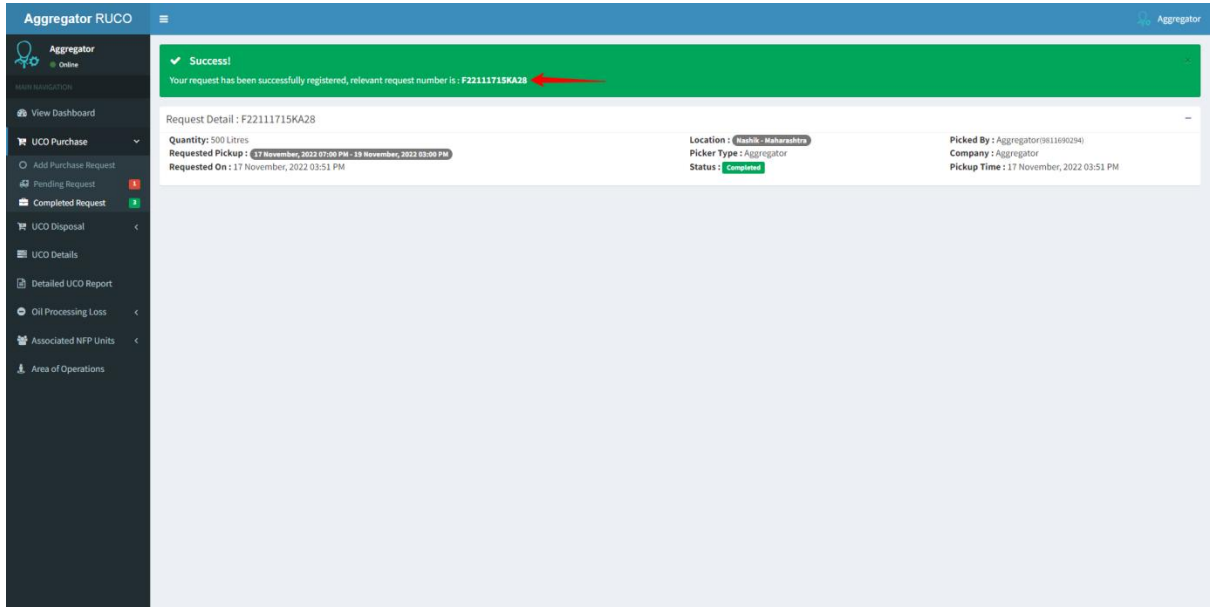 Aggregator RUCO
Aggregator
Aggregator
Online
MAIN NAVIGATION
View Dashboard
UCO Purchase
Add Purchase Request
Pending Request 1
Completed Request 3
UCO Disposal
UCO Details
Detailed UCO Report
Oil Processing Loss
Associated NFP Units
Area of Operations
Success!
Your request has been successfully registered, relevant request number is : F22111715KA28
Request Detail : F22111715KA28
Quantity: 500 Litres
Requested Pickup : 17 November, 2022 07:00 PM - 19 November, 2022 03:00 PM
Requested On : 17 November, 2022 03:51 PM
Location : Nashik - Maharashtra
Picker Type : Aggregator
Status : Completed
Picked By : Aggregator(9811690294)
Company : Aggregator
Pickup Time : 17 November, 2022 03:51 PM